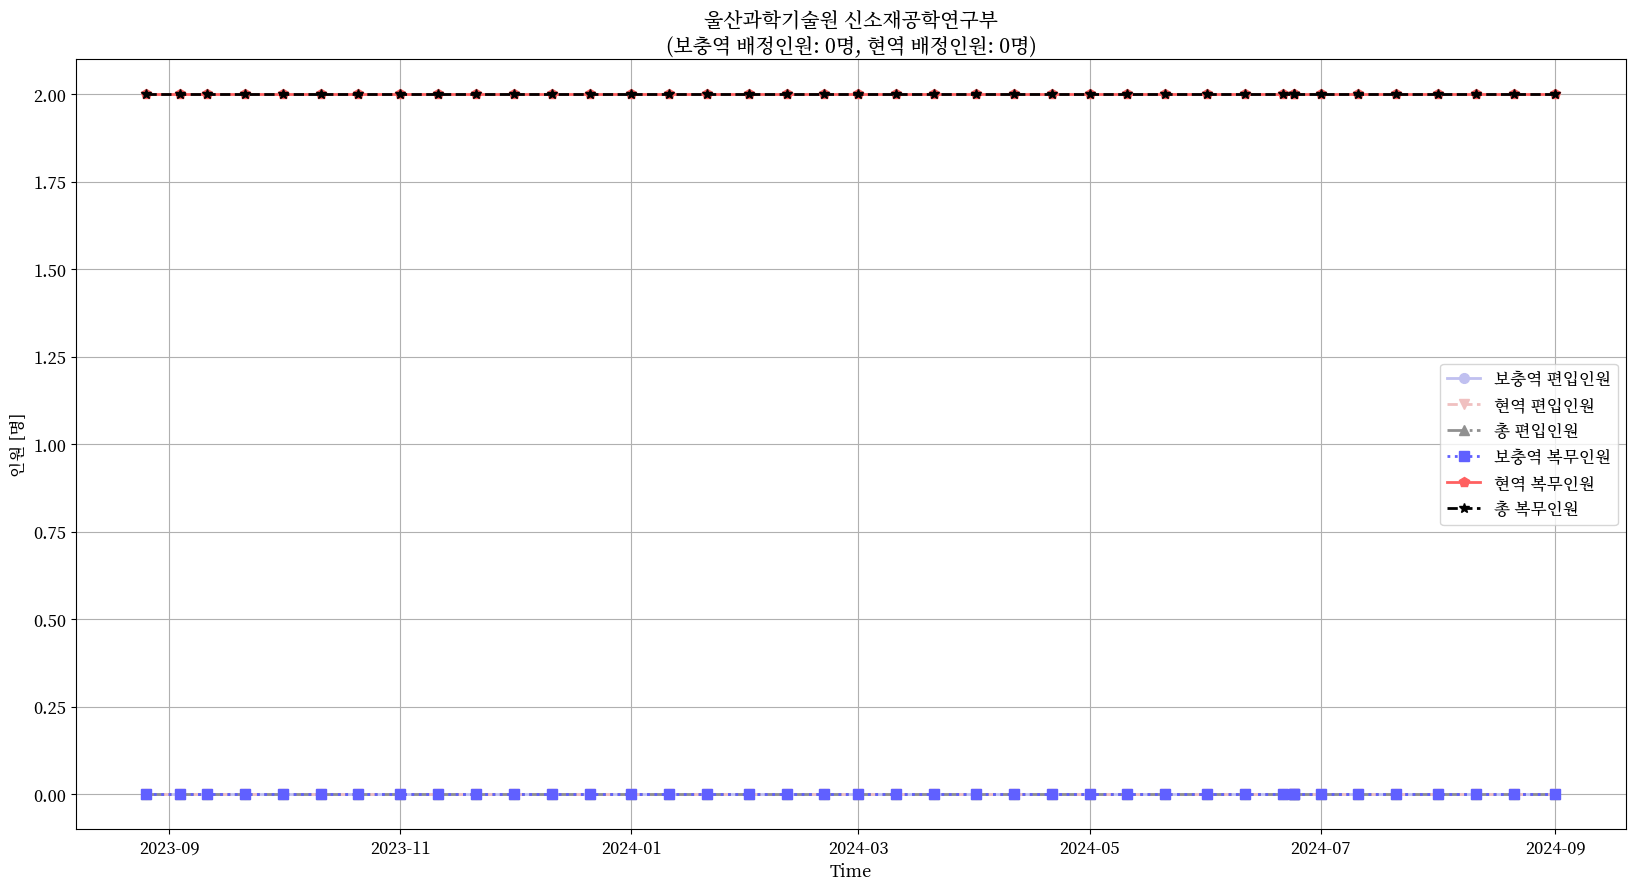 울산과학기술원 신소재공학연구부
(보충역 배정인원: 0명, 현역 배정인원: 0명)
인원 [명]
2.00
1.75
1.50
1.25
1.00
0.75
0.50
0.25
0.00
보충역 편입인원
현역 편입인원
총 편입인원
보충역 복무인원
현역 복무인원
총 복무인원
2023-09
2023-11
2024-01
2024-03
2024-05
2024-07
2024-09
Time